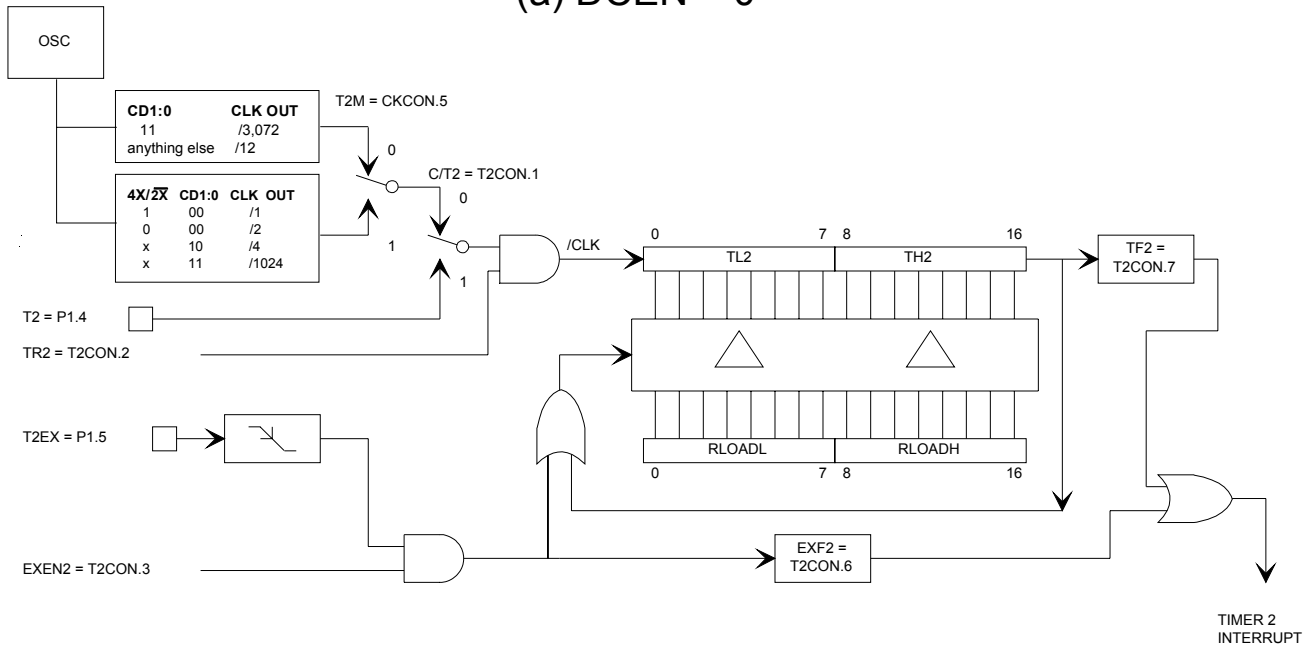 OSC
CD1:0 CLK OUT
11 /3,072
anything else /12
T2M = CKCON.5
0
4X/2X CD1:0 CLK OUT
1 00 /1
0 00 /2
x 10 /4
x 11 /1024
1
C/T2 = T2CON.1
0
1
/CLK
0 7 8 16
TL2 TH2
TF2 =
T2CON.7
T2 = P1.4
TR2 = T2CON.2
T2EX = P1.5
RLOADL RLOADH
0 7 8 16
EXEN2 = T2CON.3
EXF2 =
T2CON.6
TIMER 2
INTERRUPT